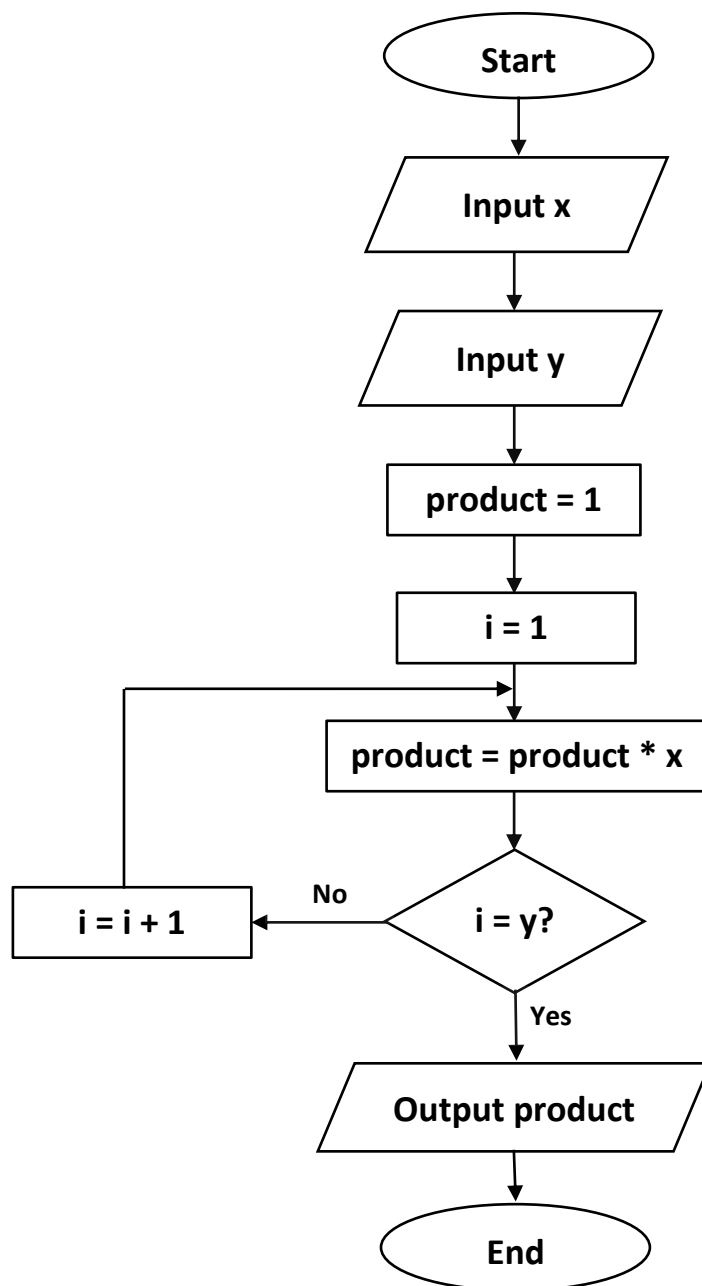 Start
Input x
Input y
product = 1
i = 1
product = product * x
i = y?
No
i = i + 1
Yes
Output product
End